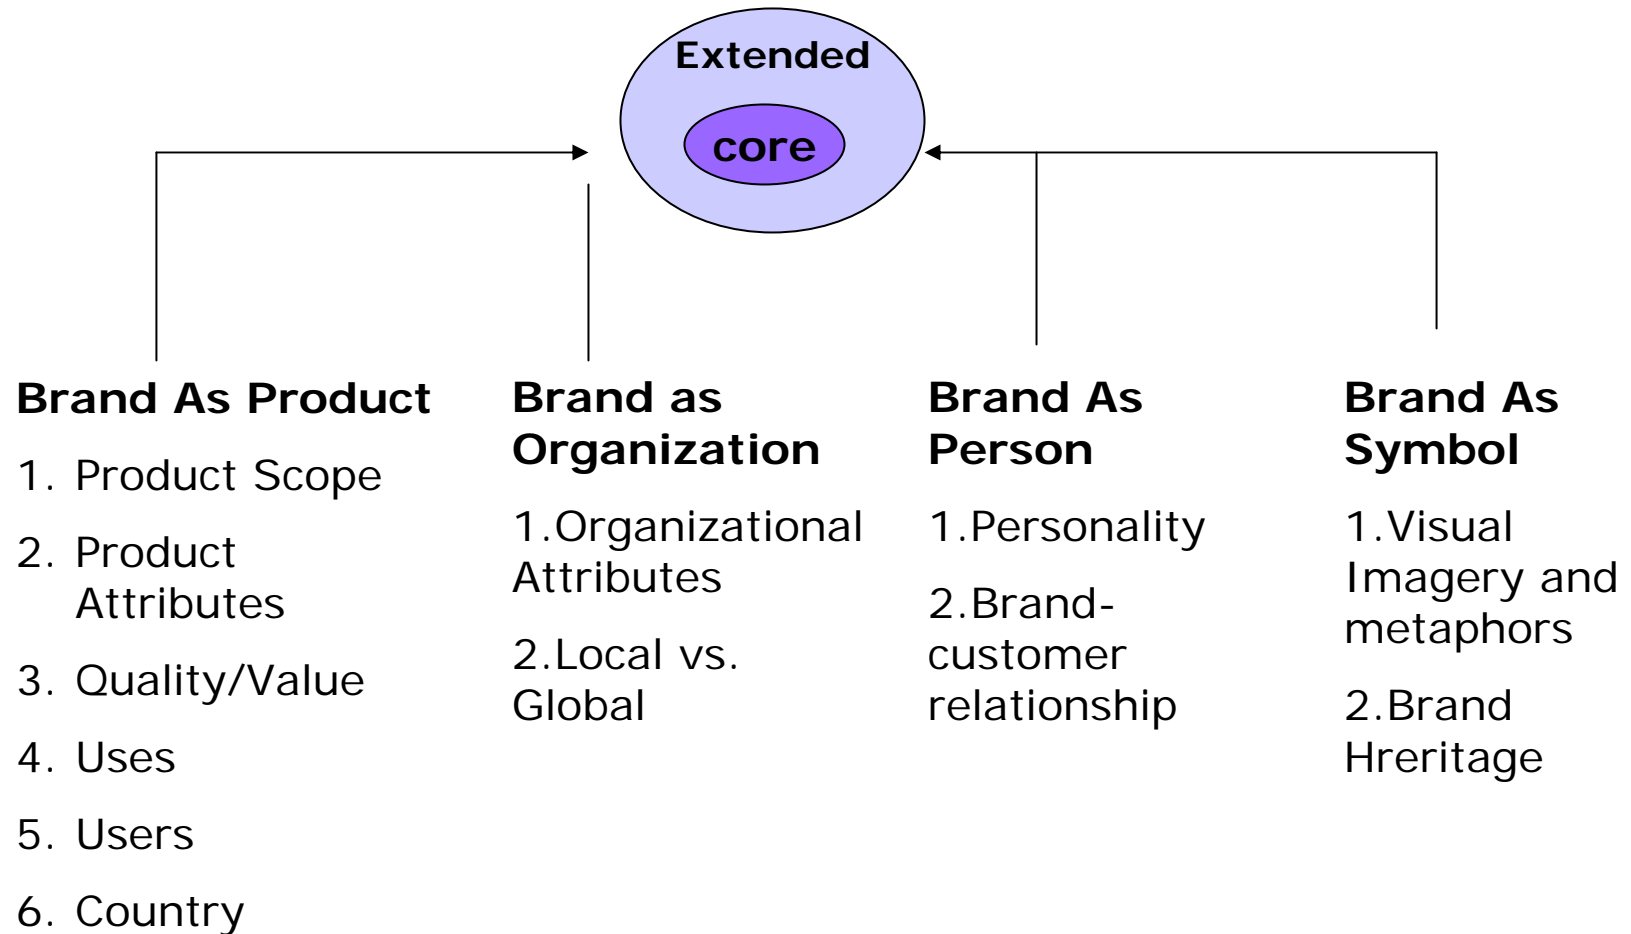 Extended
core
Brand As Product
1. Product Scope
2. Product
Attributes
3. Quality/Value
4. Uses
5. Users
6. Country
Brand as
Organization
1.Organizational
Attributes
2.Local vs.
Global
Brand As
Person
1.Personality
2.Brand-
customer
relationship
Brand As
Symbol
1.Visual
Imagery and
metaphors
2.Brand
Hreritage